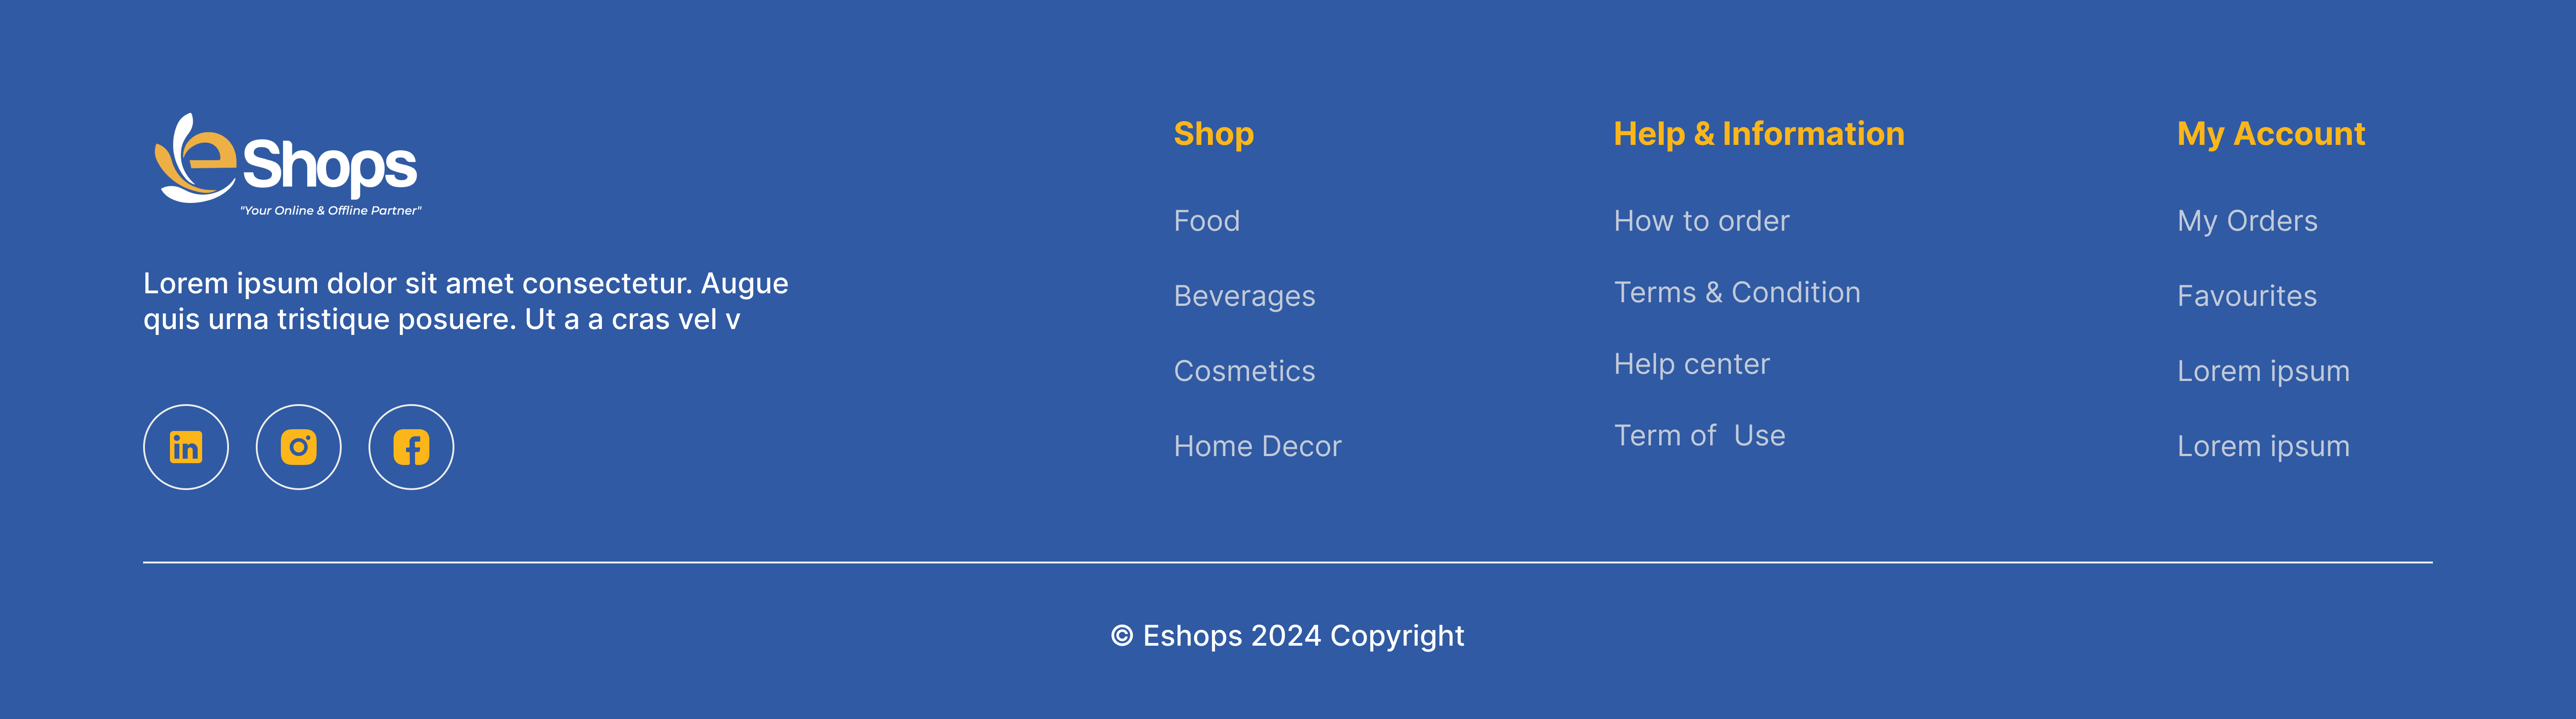 eShops
"Your Online & Offline Partner"
Lorem ipsum dolor sit amet consectetur. Augue
quis urna tristique posuere. Ut a a cras vel v
in
Shop
Food
Beverages
Cosmetics
Home Decor
Help & Information
How to order
Terms & Condition
Help center
Term of  Use
My Account
My Orders
Favourites
Lorem ipsum
Lorem ipsum
© Eshops 2024 Copyright